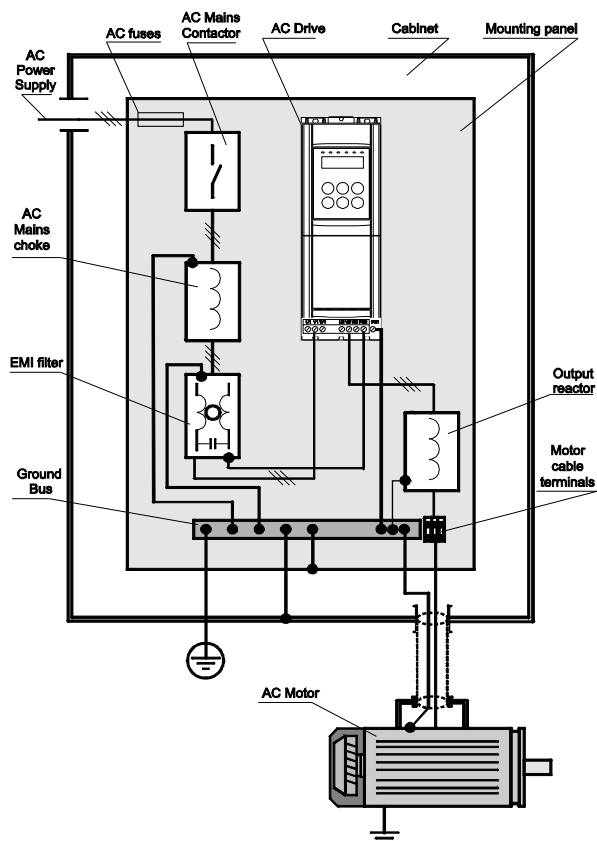 AC Mains
Contactor
AC fuses
AC Drive
Cabinet
Mounting panel
AC
Power
Supply
AC
Mains
choke
EMI filter
Output
reactor
Motor
cable
terminals
Ground
Bus
AC Motor